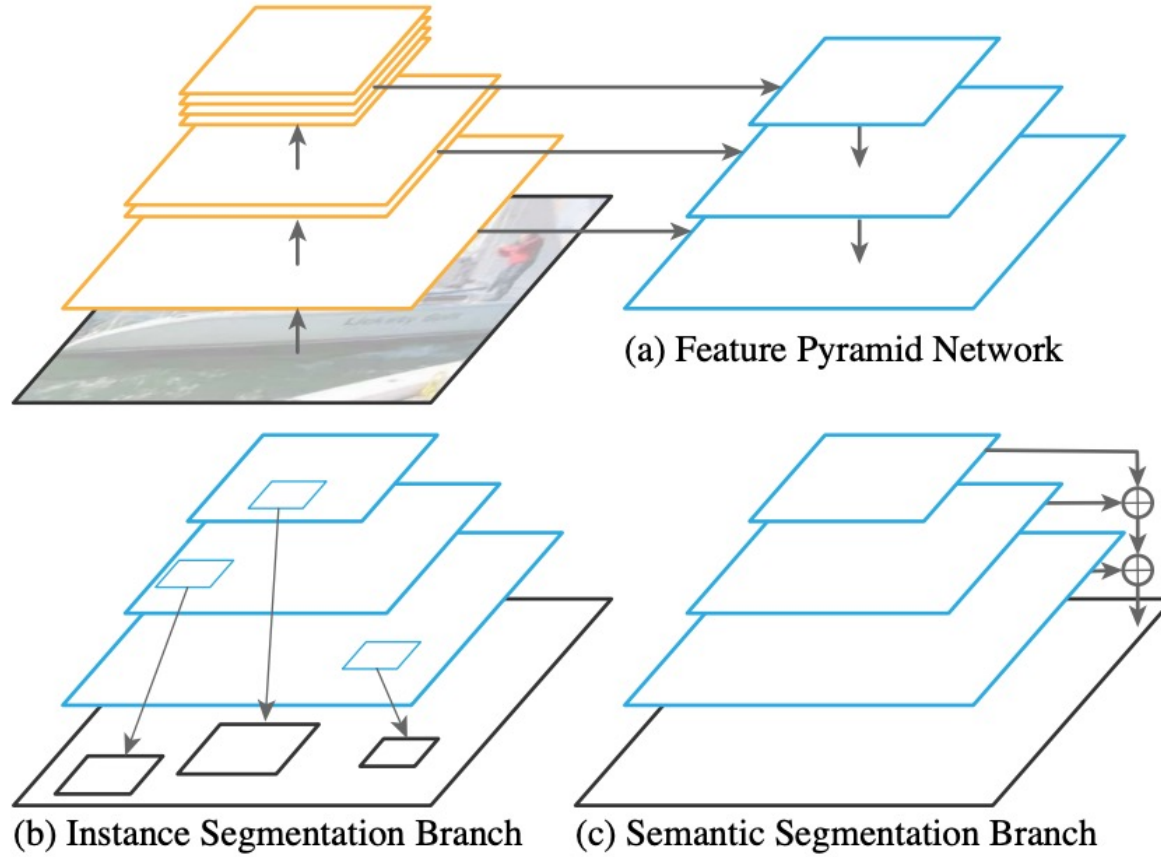 (a) Feature Pyramid Network
(b) Instance Segmentation Branch
(c) Semantic Segmentation Branch